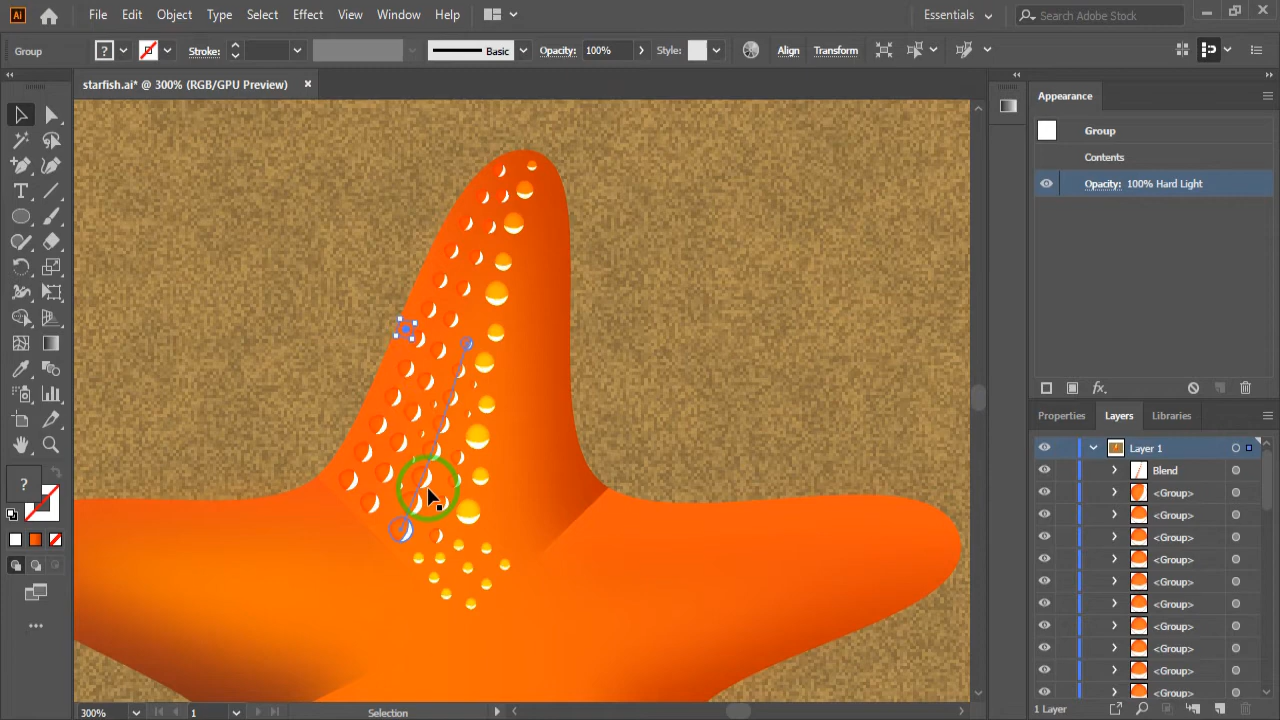 Ai File Edit Object Type Select Effect View Window Help Essentials Search Adobe Stock
Group ? Stroke: Basic Opacity: 100% Style: Align Transform
starfish.ai* @ 300% (RGB/GPU Preview) ×
Appearance
Group
Contents
Opacity: 100% Hard Light
fx
Properties Layers Libraries
Layer 1
Blend
<Group>
<Group>
<Group>
<Group>
<Group>
<Group>
<Group>
<Group>
<Group>
<Group>
?
300% 1 Selection
1 Layer